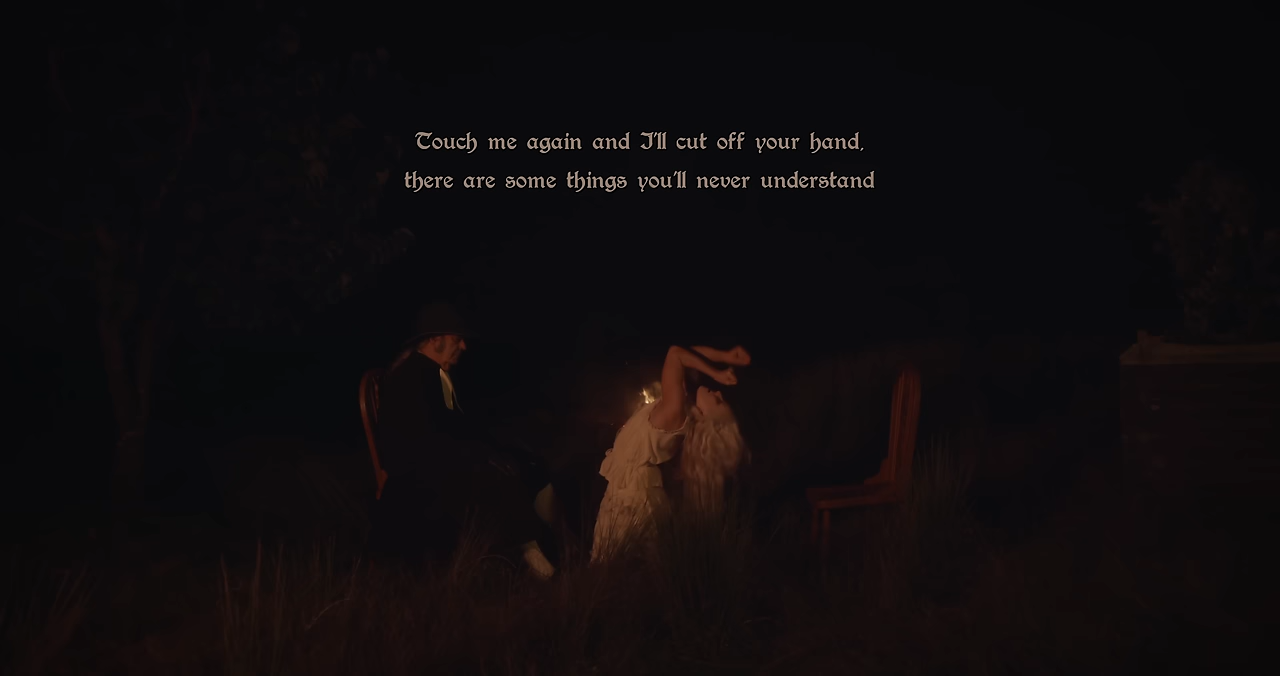 Touch me again and I'll cut off your hand,
there are some things you'll never understand